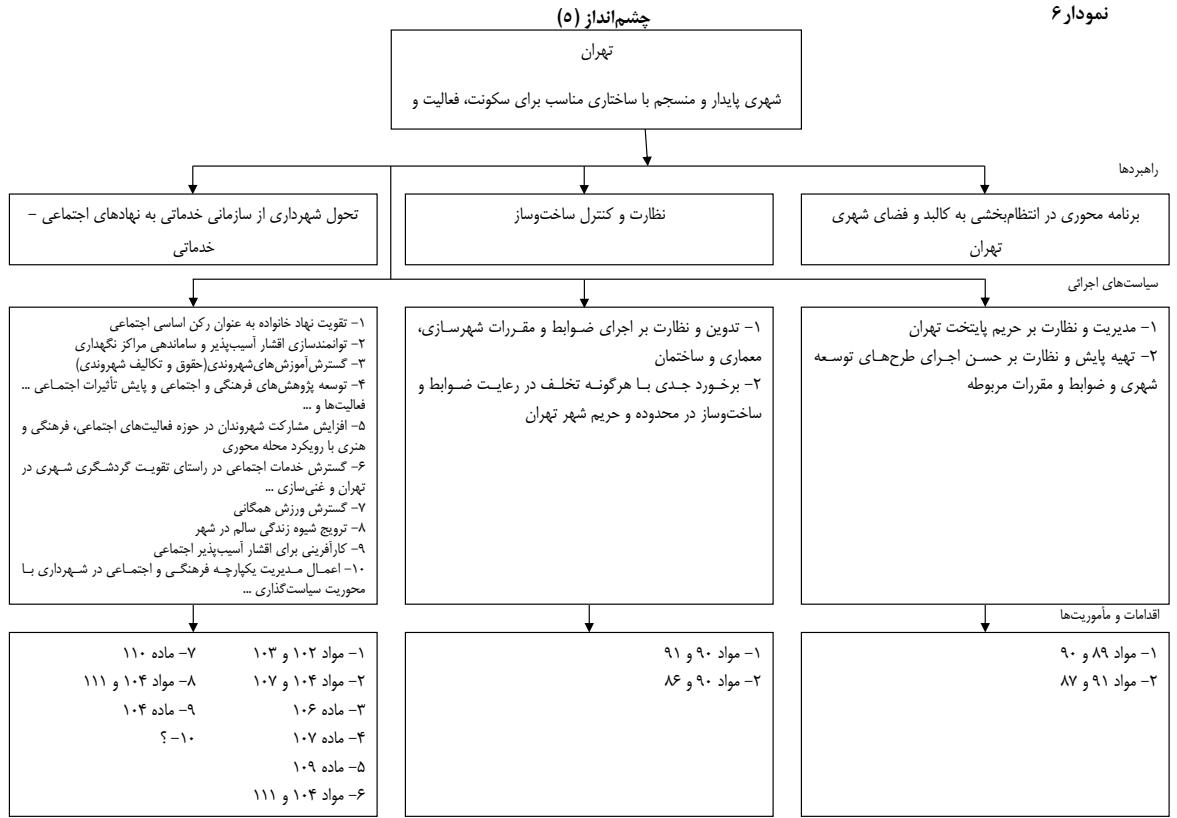 نمودار ۶
چشم‌انداز (۵)
تهران
شهری پایدار و منسجم با ساختاری مناسب برای سکونت، فعالیت و
راهبردها
برنامه محوری در انتظام‌بخشی به کالبد و فضای شهری
تهران
نظارت و کنترل ساخت‌وساز
تحول شهرداری از سازمانی خدماتی به نهادهای اجتماعی –
خدماتی
سیاست‌های اجرائی
۱- مدیریت و نظارت بر حریم پایتخت تهران
۲- تهیه پایش و نظارت بر حسن اجرای طرح‌های توسعه
شهری و ضوابط و مقررات مربوطه
۱- تدوین و نظارت بر اجرای ضوابط و مقررات شهرسازی،
معماری و ساختمان
۲- برخورد جدی با هرگونه تخلف در رعایت ضوابط و
ساخت‌وساز در محدوده و حریم شهر تهران
۱- تقویت نهاد خانواده به عنوان رکن اساسی اجتماعی
۲- توانمندسازی اقشار آسیب‌پذیر و ساماندهی مراکز نگهداری
۳- گسترش‌آموزش‌های‌شهروندی(حقوق و تکالیف شهروندی)
۴- توسعه پژوهش‌های فرهنگی و اجتماعی و پایش تأثیرات اجتماعی ...
فعالیت‌ها و ...
۵- افزایش مشارکت شهروندان در حوزه فعالیت‌های اجتماعی، فرهنگی و
هنری با رویکرد محله محوری
۶- گسترش خدمات اجتماعی در راستای تقویت گردشگری شهری در
تهران و غنی‌سازی ...
۷- گسترش ورزش همگانی
۸- ترویج شیوه زندگی سالم در شهر
۹- کارآفرینی برای اقشار آسیب‌پذیر اجتماعی
۱۰- اعمال مدیریت یکپارچه فرهنگی و اجتماعی در شهرداری با
محوریت سیاست‌گذاری ...
اقدامات و مأموریت‌ها
۱- مواد ۸۹ و ۹۰
۲- مواد ۹۱ و ۸۷
۱- مواد ۹۰ و ۹۱
۲- مواد ۹۰ و ۸۶
۱- مواد ۱۰۲ و ۱۰۳
۲- مواد ۱۰۴ و ۱۰۷
۳- ماده ۱۰۶
۴- ماده ۱۰۷
۵- ماده ۱۰۹
۶- مواد ۱۰۴ و ۱۱۱
۷- ماده ۱۱۰
۸- مواد ۱۰۴ و ۱۱۱
۹- ماده ۱۰۴
۱۰- ؟